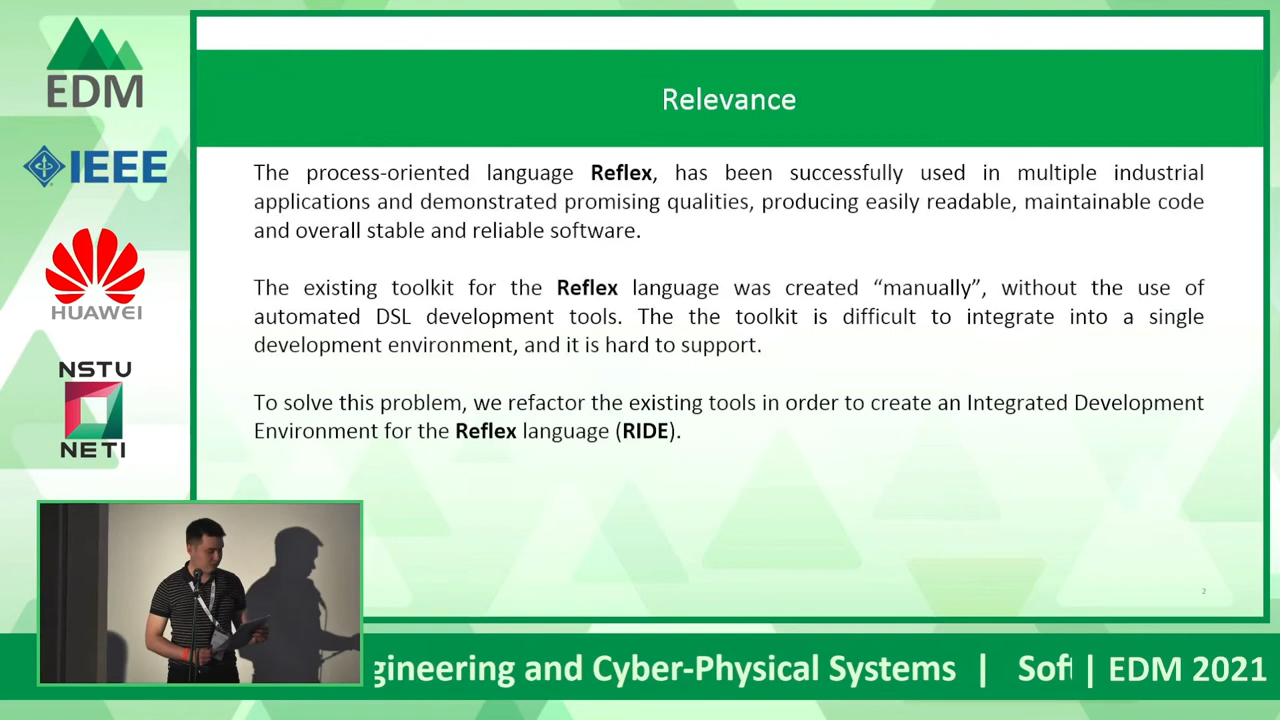 EDM
IEEE
HUAWEI
NSTU
NETI
Relevance
The process-oriented language Reflex, has been successfully used in multiple industrial
applications and demonstrated promising qualities, producing easily readable, maintainable code
and overall stable and reliable software.
The existing toolkit for the Reflex language was created “manually”, without the use of
automated DSL development tools. The the toolkit is difficult to integrate into a single
development environment, and it is hard to support.
To solve this problem, we refactor the existing tools in order to create an Integrated Development
Environment for the Reflex language (RIDE).
2
gineering and Cyber-Physical Systems | Soft | EDM 2021